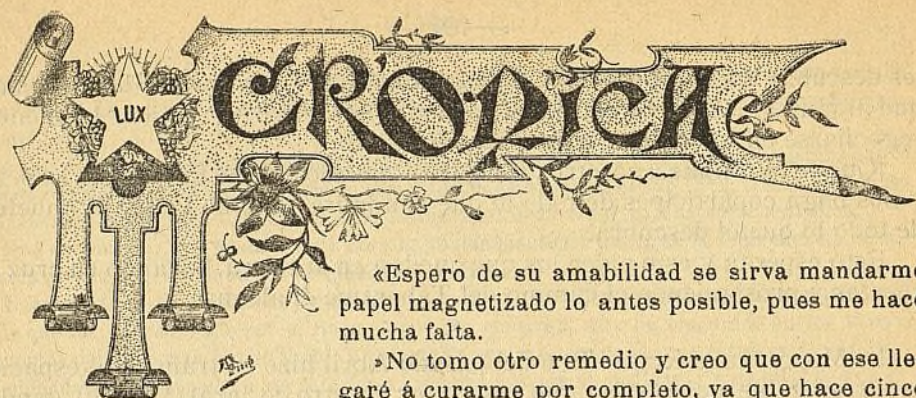 LUX
CRÓNICA
«Espero de su amabilidad se sirva mandarme
papel magnetizado lo antes posible, pues me hace
mucha falta.
»No tomo otro remedio y creo que con ese lle-
garé á curarme por completo, ya que hace cinco